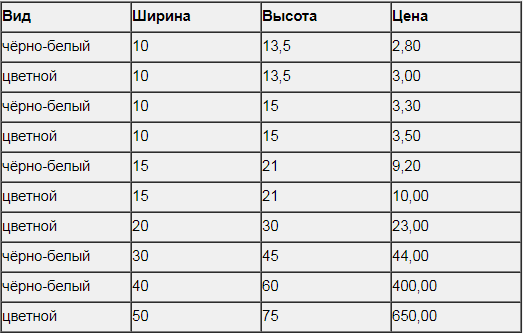 Вид Ширина Высота Цена
чёрно-белый 10 13,5 2,80
цветной 10 13,5 3,00
чёрно-белый 10 15 3,30
цветной 10 15 3,50
чёрно-белый 15 21 9,20
цветной 15 21 10,00
цветной 20 30 23,00
чёрно-белый 30 45 44,00
чёрно-белый 40 60 400,00
цветной 50 75 650,00